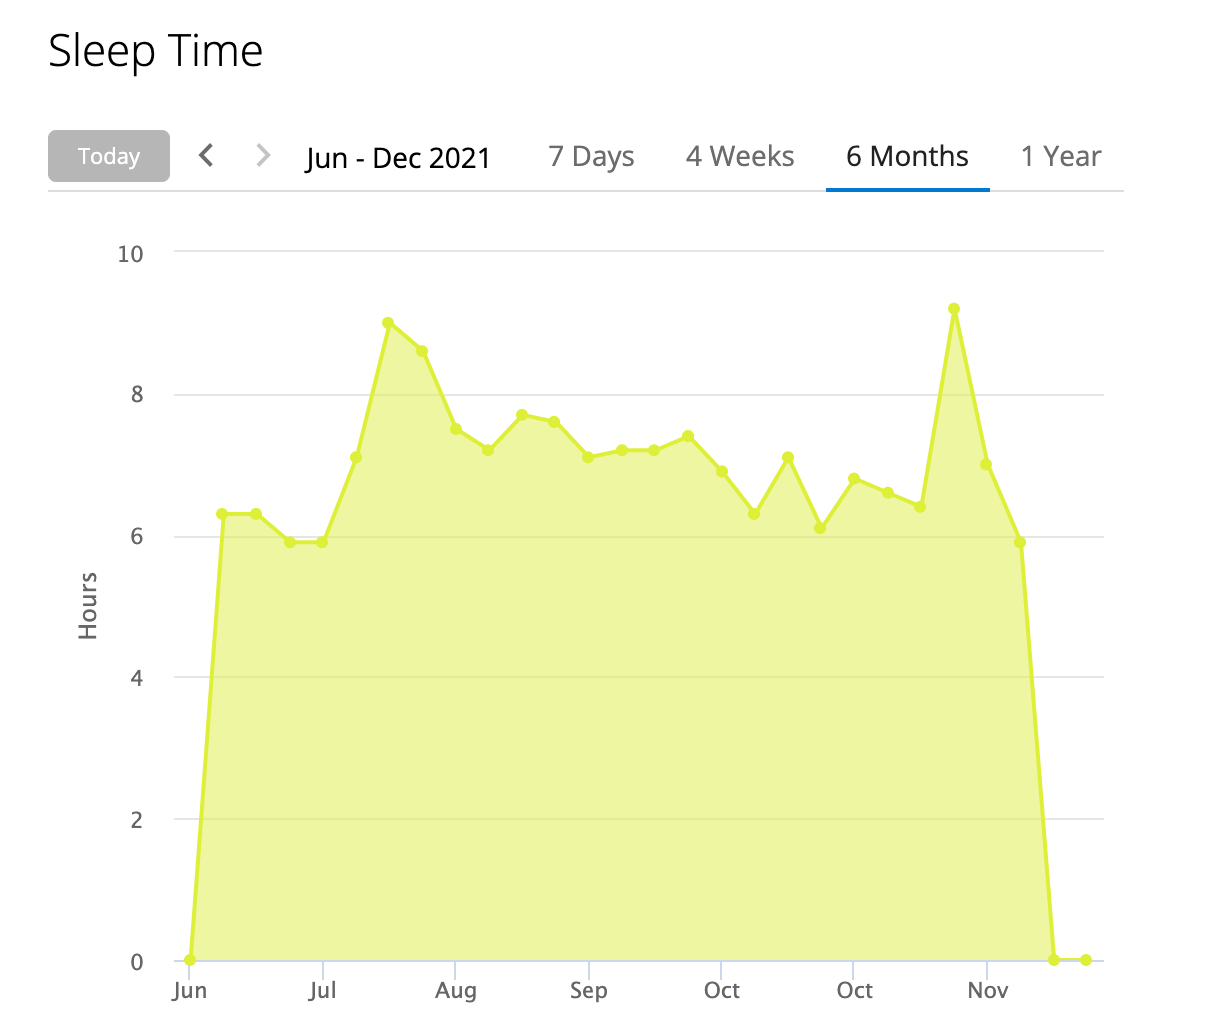 Sleep Time
Today
Jun - Dec 2021
7 Days
4 Weeks
6 Months
1 Year
10
8
6
4
2
0
Hours
Jun
Jul
Aug
Sep
Oct
Oct
Nov